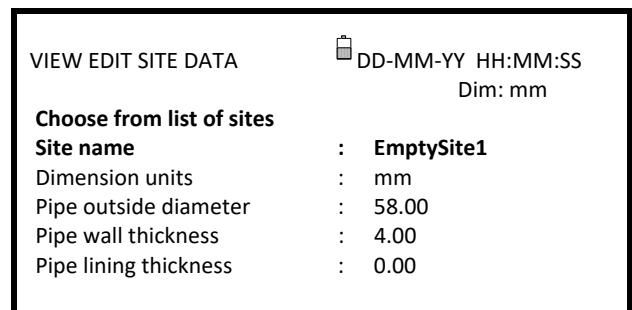 VIEW EDIT SITE DATA DD-MM-YY HH:MM:SS
Dim: mm
Choose from list of sites
Site name : EmptySite1
Dimension units : mm
Pipe outside diameter : 58.00
Pipe wall thickness : 4.00
Pipe lining thickness : 0.00